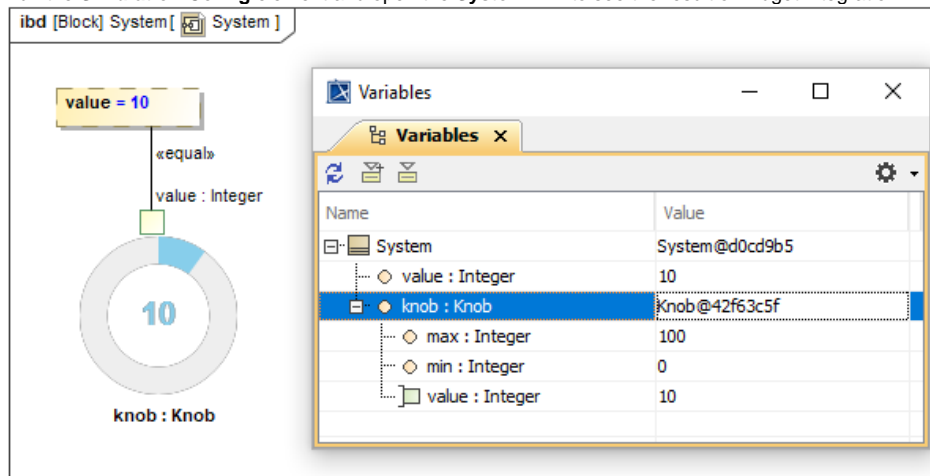 ibd [Block] System[ System ]
value = 10
«equal»
value : Integer
10
knob : Knob
Variables
Variables
Name Value
System System@d0cd9b5
value : Integer 10
knob : Knob Knob@42f63c5f
max : Integer 100
min : Integer 0
value : Integer 10